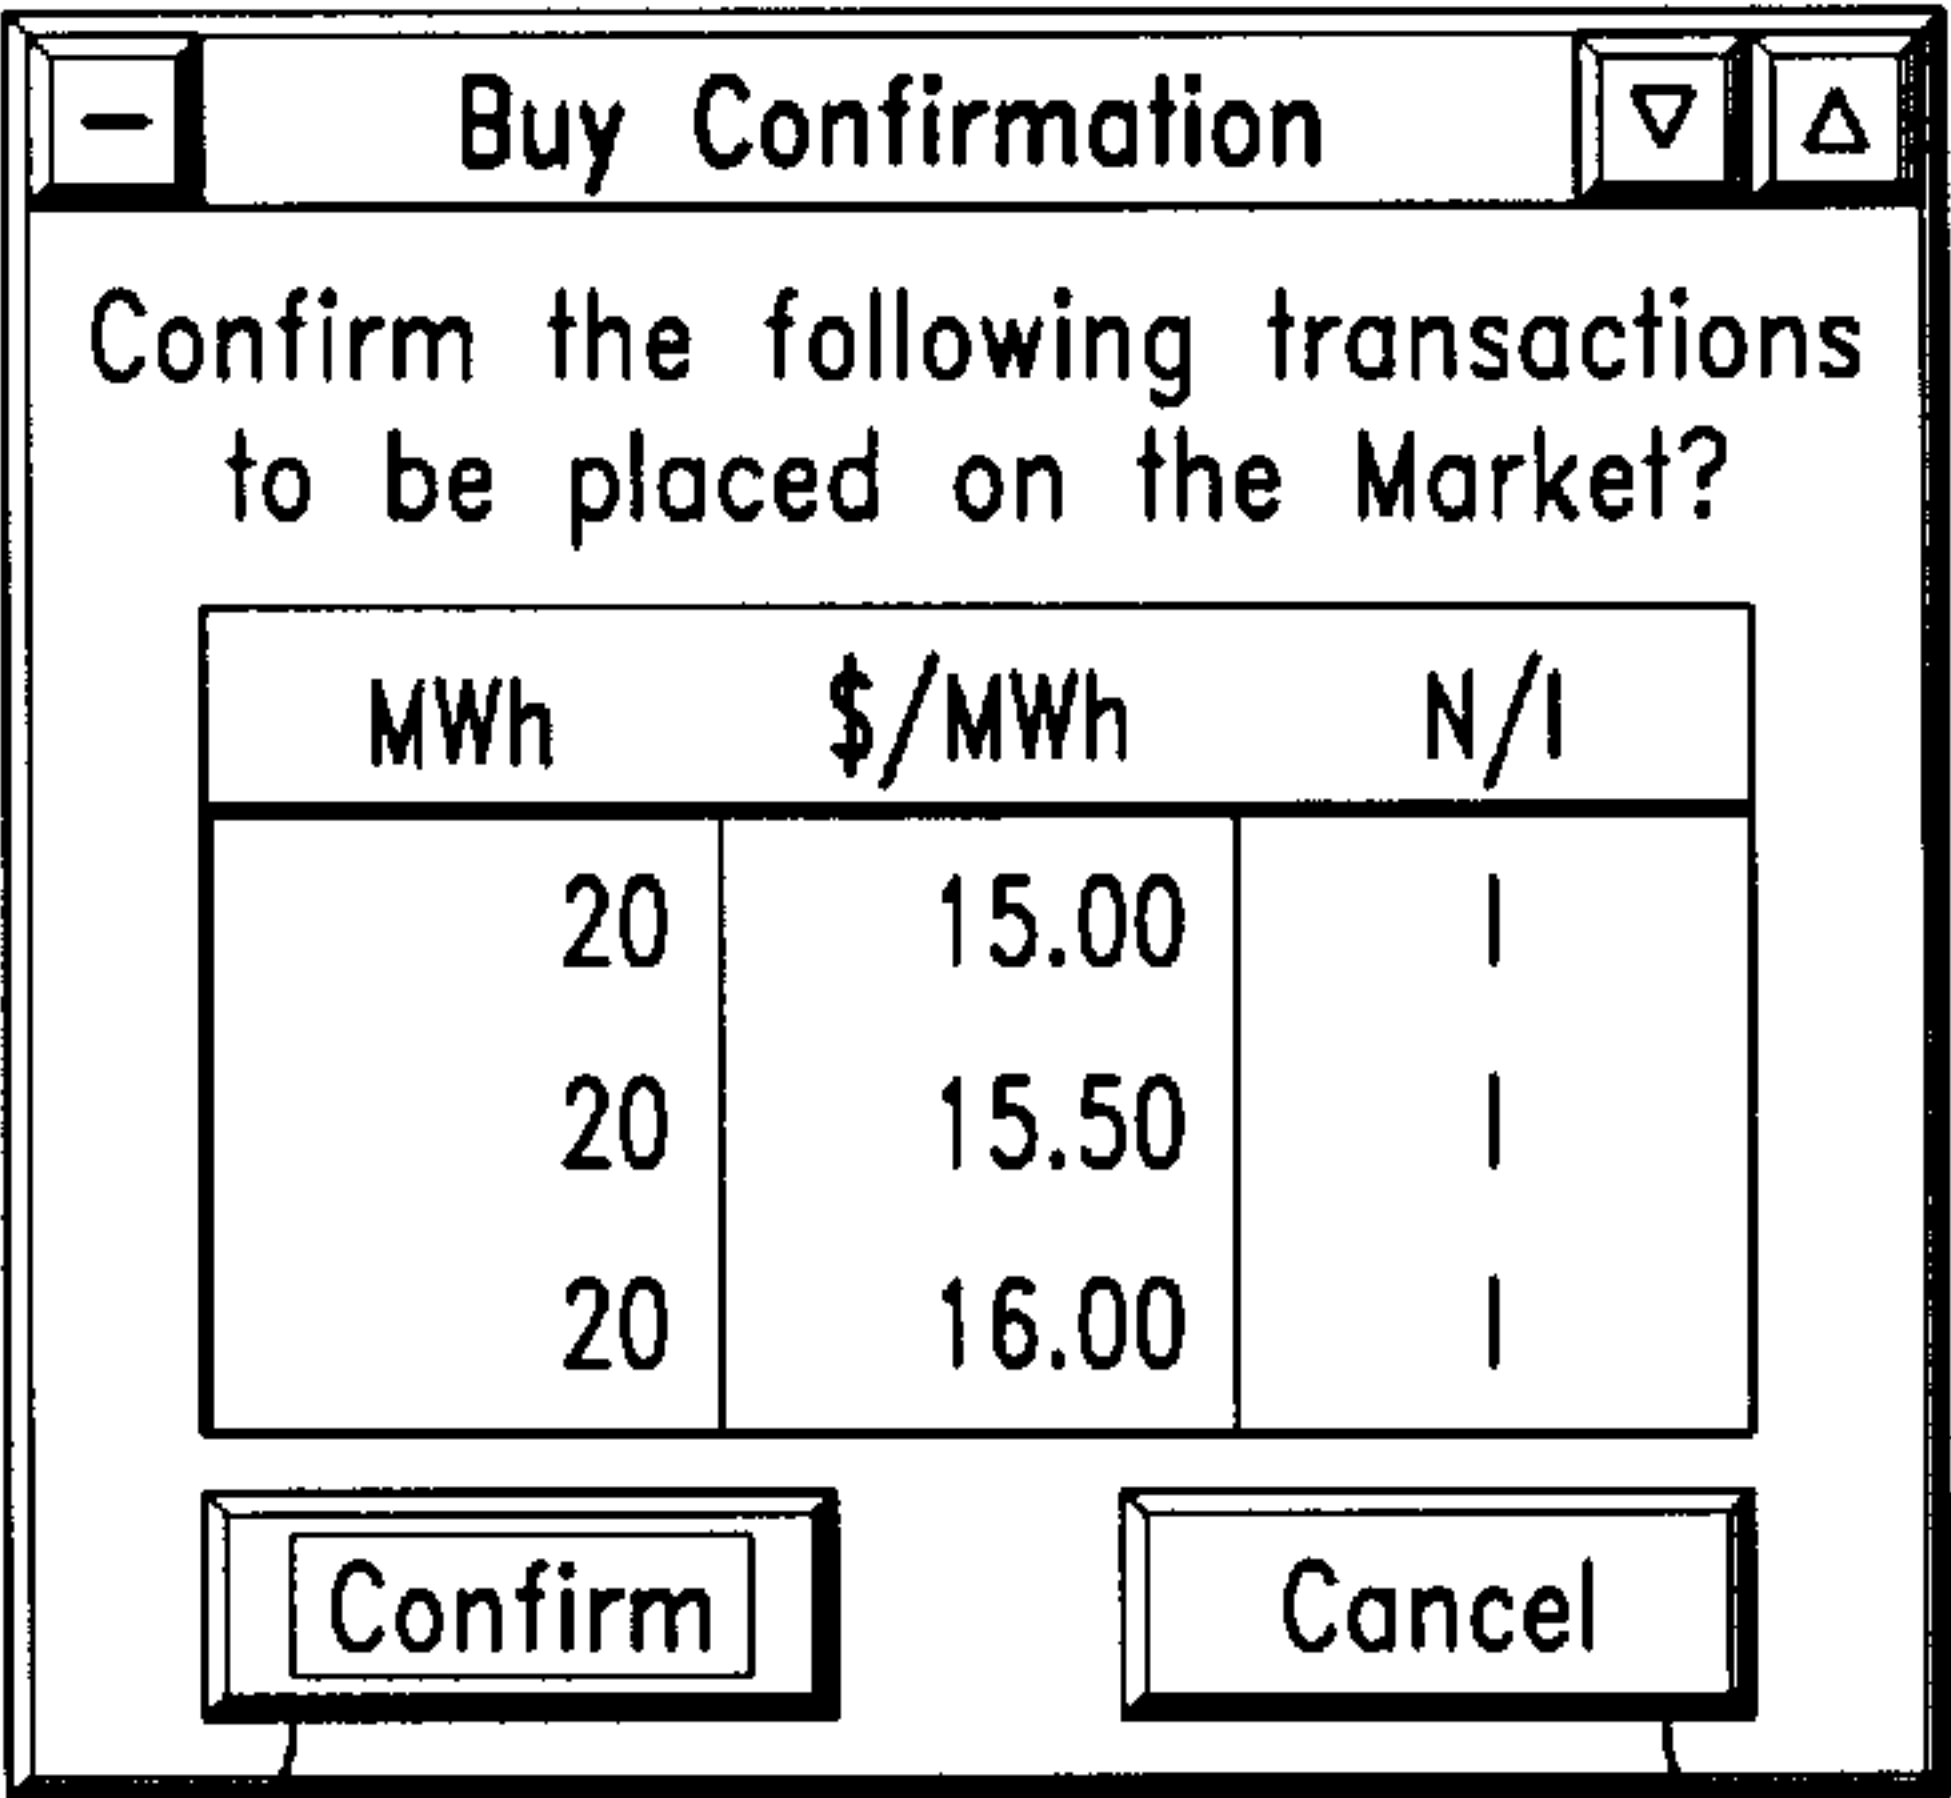 Buy Confirmation
Confirm the following transactions
to be placed on the Market?
MWh $/MWh N/I
20 15.00 I
20 15.50 I
20 16.00 I
Confirm Cancel